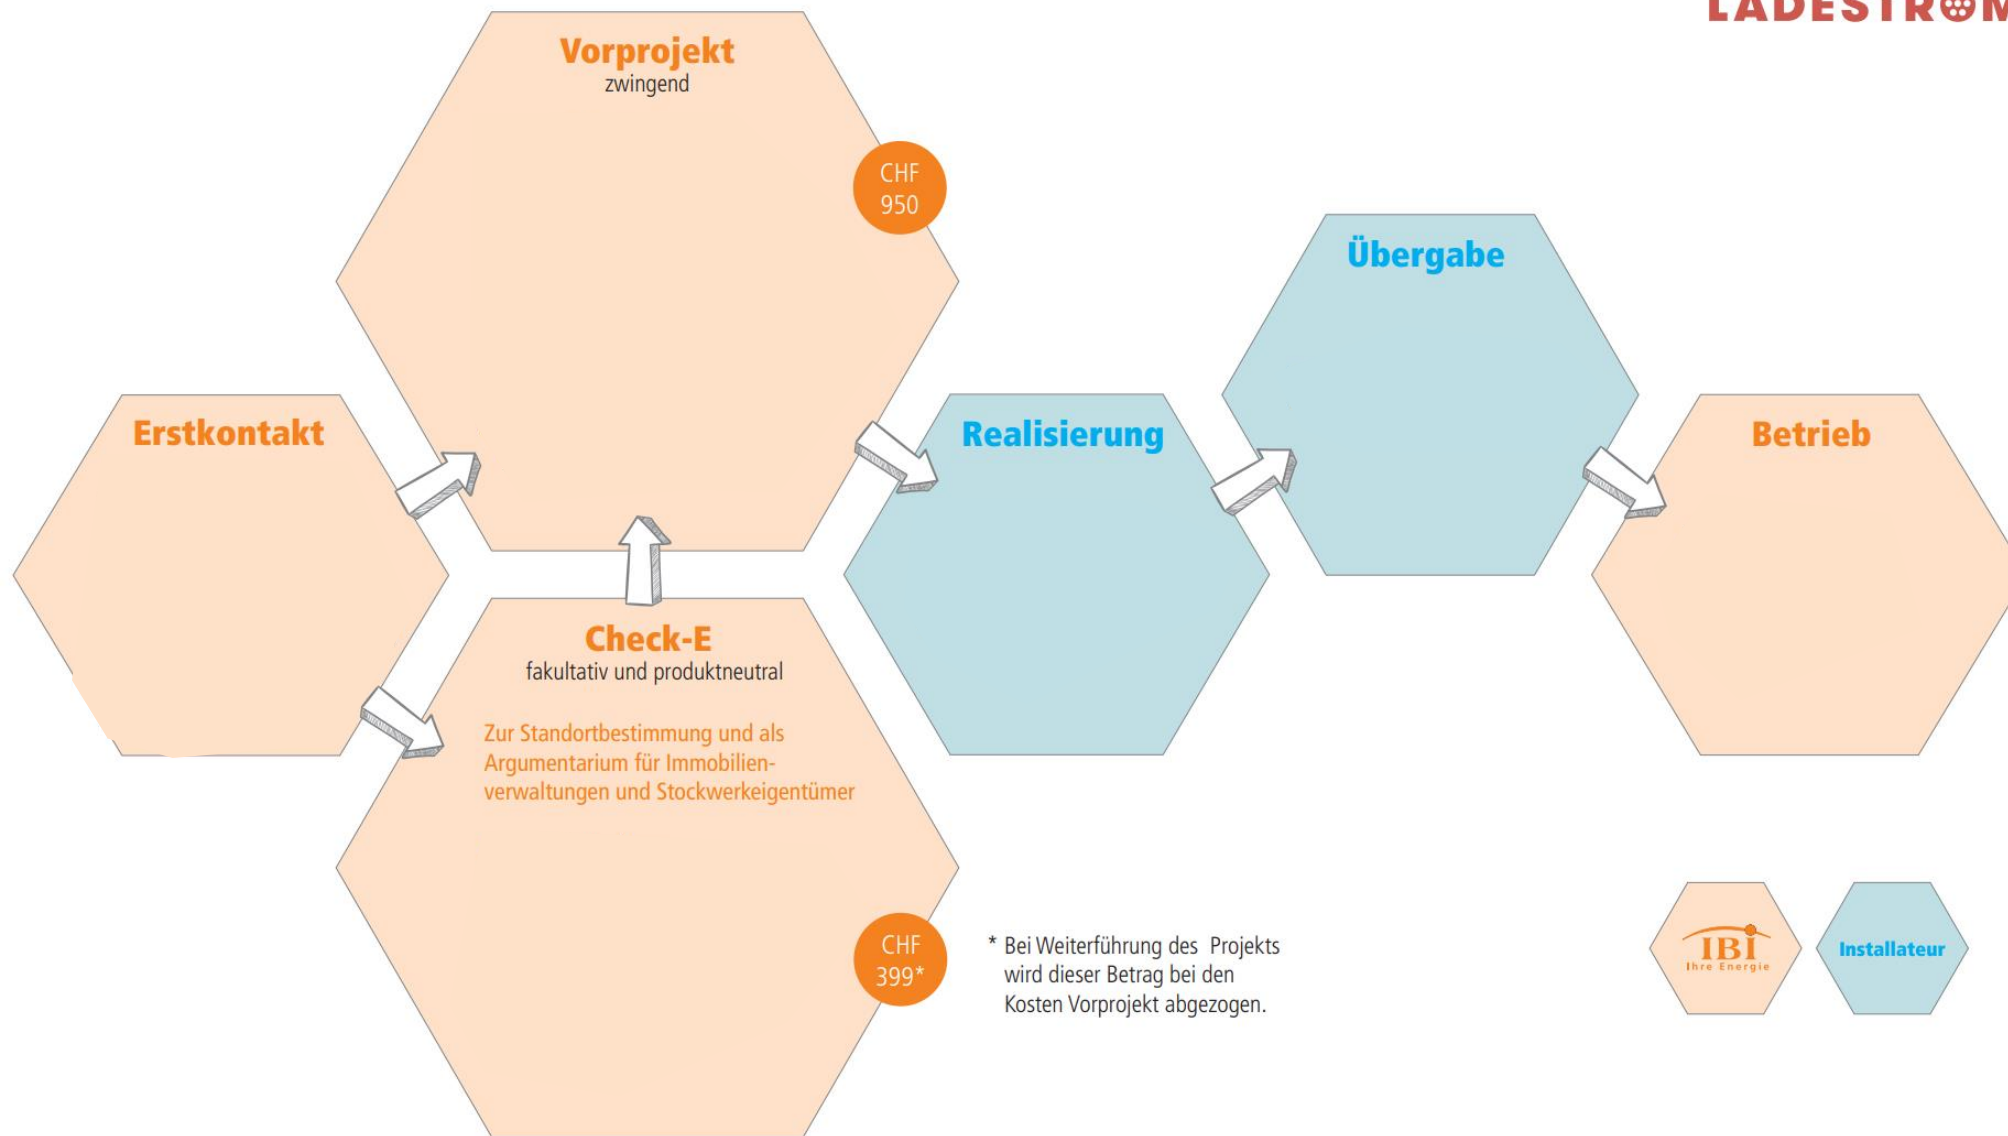 LADESTROM
Vorprojekt
zwingend
CHF
950
Übergabe
Erstkontakt
Realisierung
Betrieb
Check-E
fakultativ und produktneutral
Zur Standortbestimmung und als
Argumentarium für Immobilien-
verwaltungen und Stockwerkeigentümer
CHF
399*
* Bei Weiterführung des Projekts
wird dieser Betrag bei den
Kosten Vorprojekt abgezogen.
IBI
Ihre Energie
Installateur